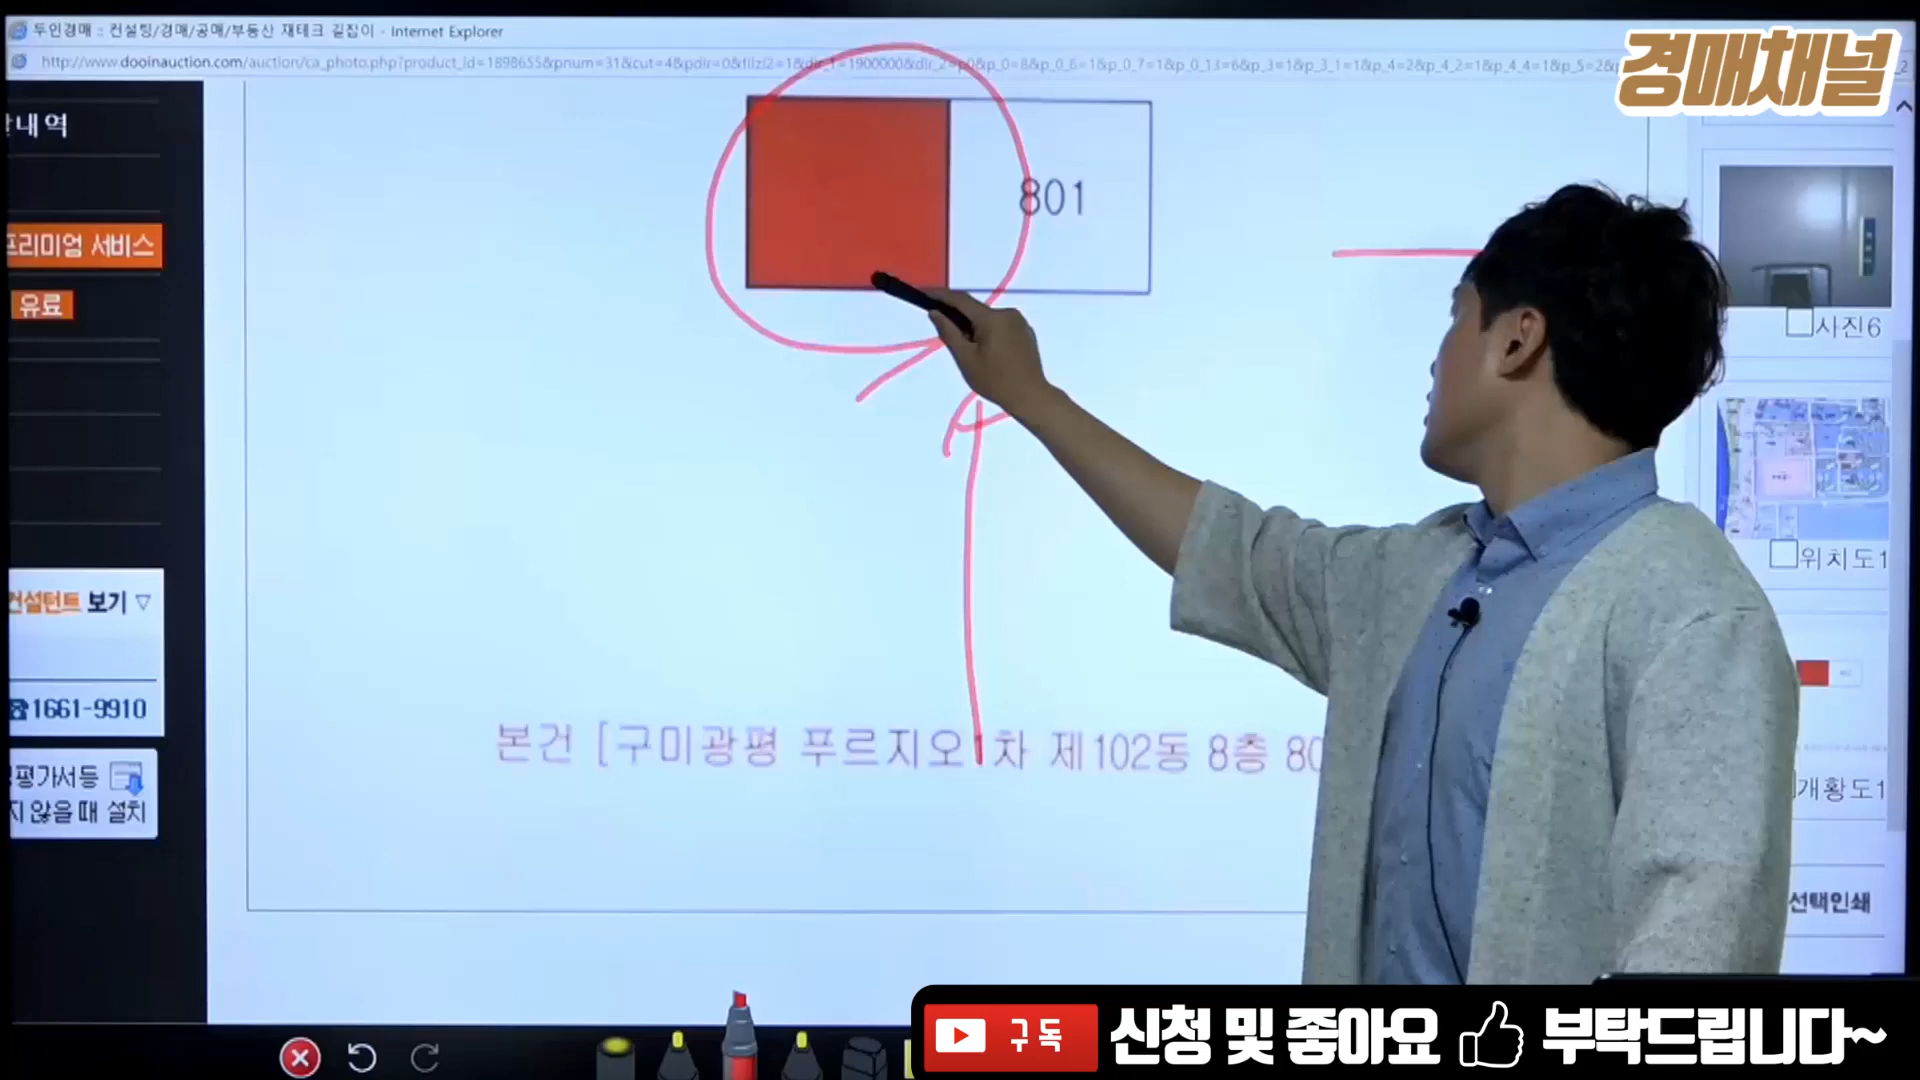 두인경매 :: 컨설팅/경매/공매/부동산 재테크 길잡이 - Internet Explorer
경매채널
내역
801
프리미엄 서비스
유료
사진6
위치도1
컨설턴트 보기 ▽
☎1661-9910
본건 [구미광평 푸르지오1차 제102동 8층 80
평가서등
지 않을 때 설치
개황도1
선택인쇄
구독 신청 및 좋아요 부탁드립니다~